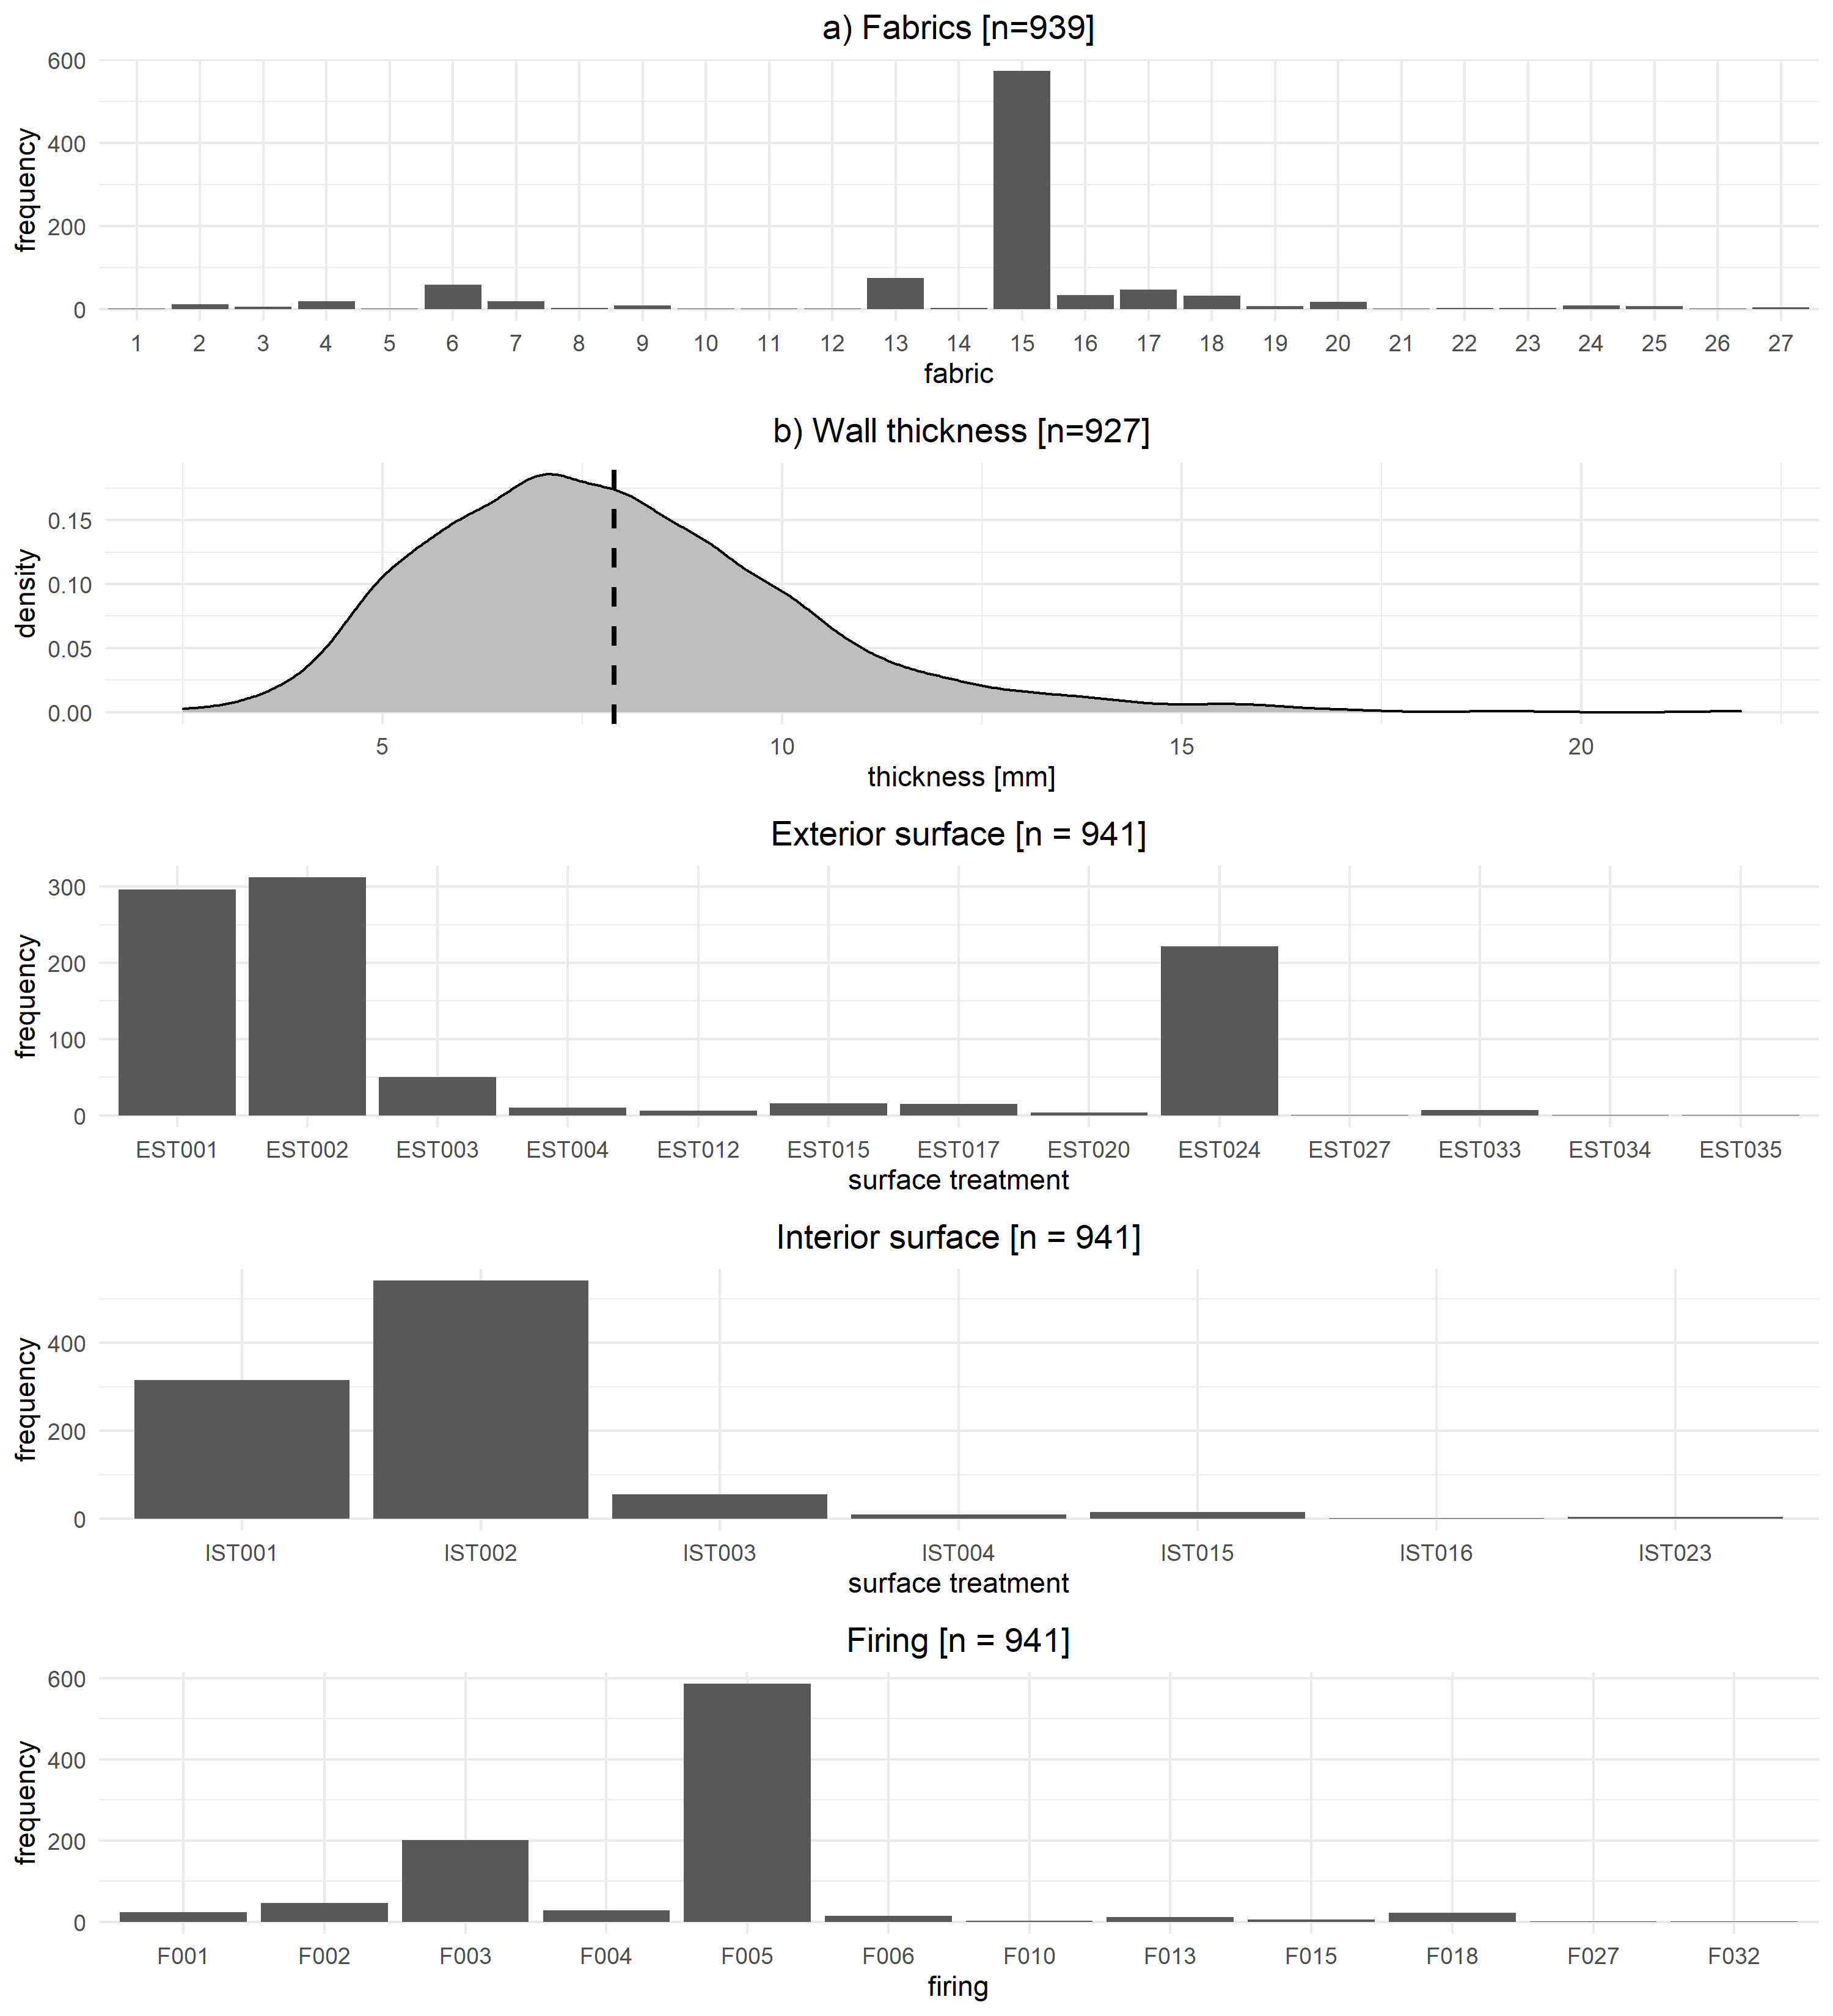 a) Fabrics [n=939]
600
400
200
0
frequency
1 2 3 4 5 6 7 8 9 10 11 12 13 14 15 16 17 18 19 20 21 22 23 24 25 26 27
fabric
b) Wall thickness [n=927]
0.15
0.10
0.05
0.00
density
5 10 15 20
thickness [mm]
Exterior surface [n = 941]
300
200
100
0
frequency
EST001 EST002 EST003 EST004 EST012 EST015 EST017 EST020 EST024 EST027 EST033 EST034 EST035
surface treatment
Interior surface [n = 941]
400
200
0
frequency
IST001 IST002 IST003 IST004 IST015 IST016 IST023
surface treatment
Firing [n = 941]
600
400
200
0
frequency
F001 F002 F003 F004 F005 F006 F010 F013 F015 F018 F027 F032
firing